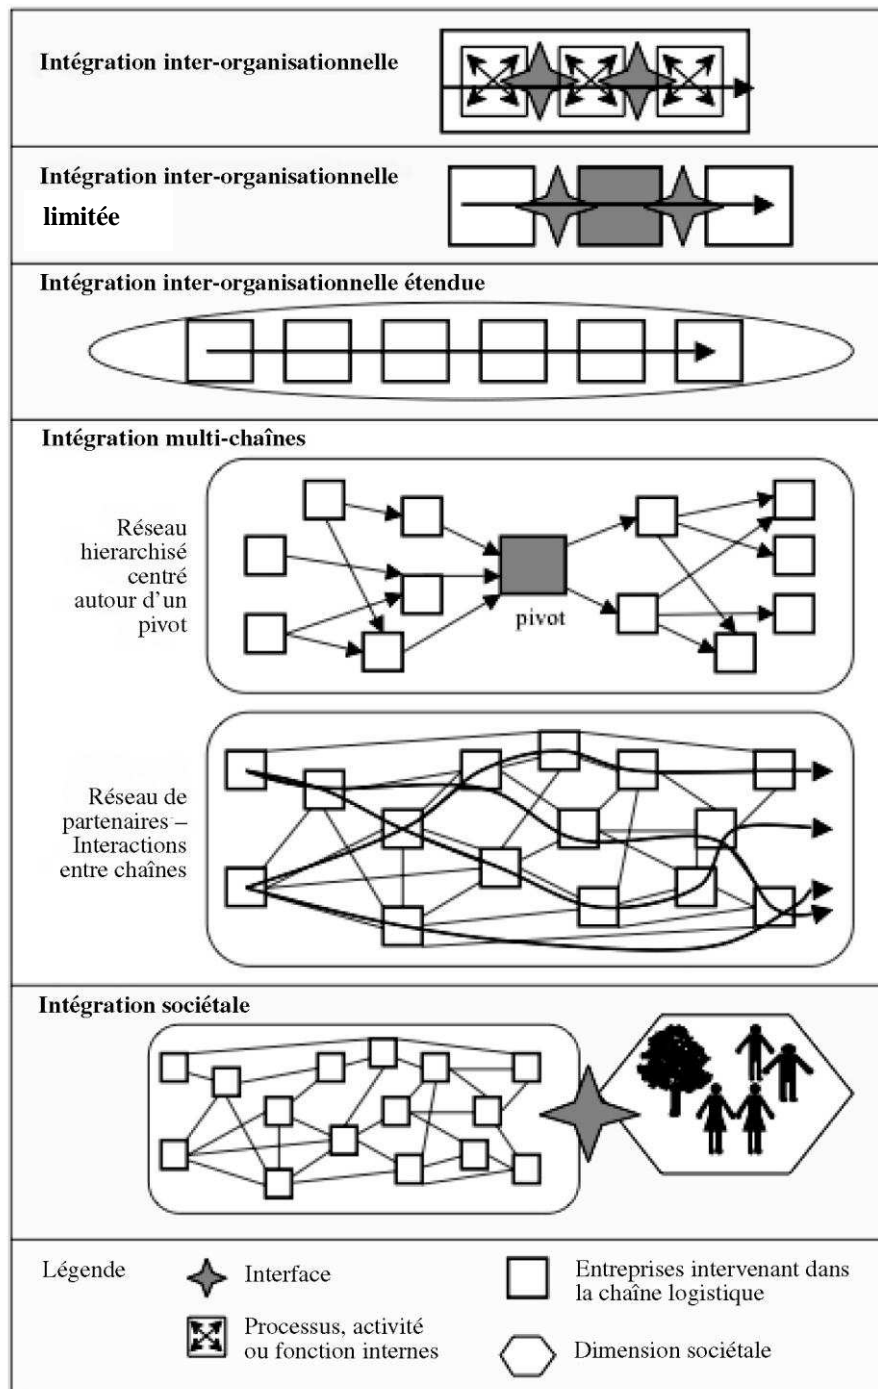 Intégration inter-organisationnelle
Intégration inter-organisationnelle
limitée
Intégration inter-organisationnelle étendue
Intégration multi-chaînes
Réseau
hierarchisé
centré
autour d'un
pivot
pivot
Réseau de
partenaires –
Interactions
entre chaînes
Intégration sociétale
Légende
Interface
Entreprises intervenant dans
la chaîne logistique
Processus, activité
ou fonction internes
Dimension sociétale